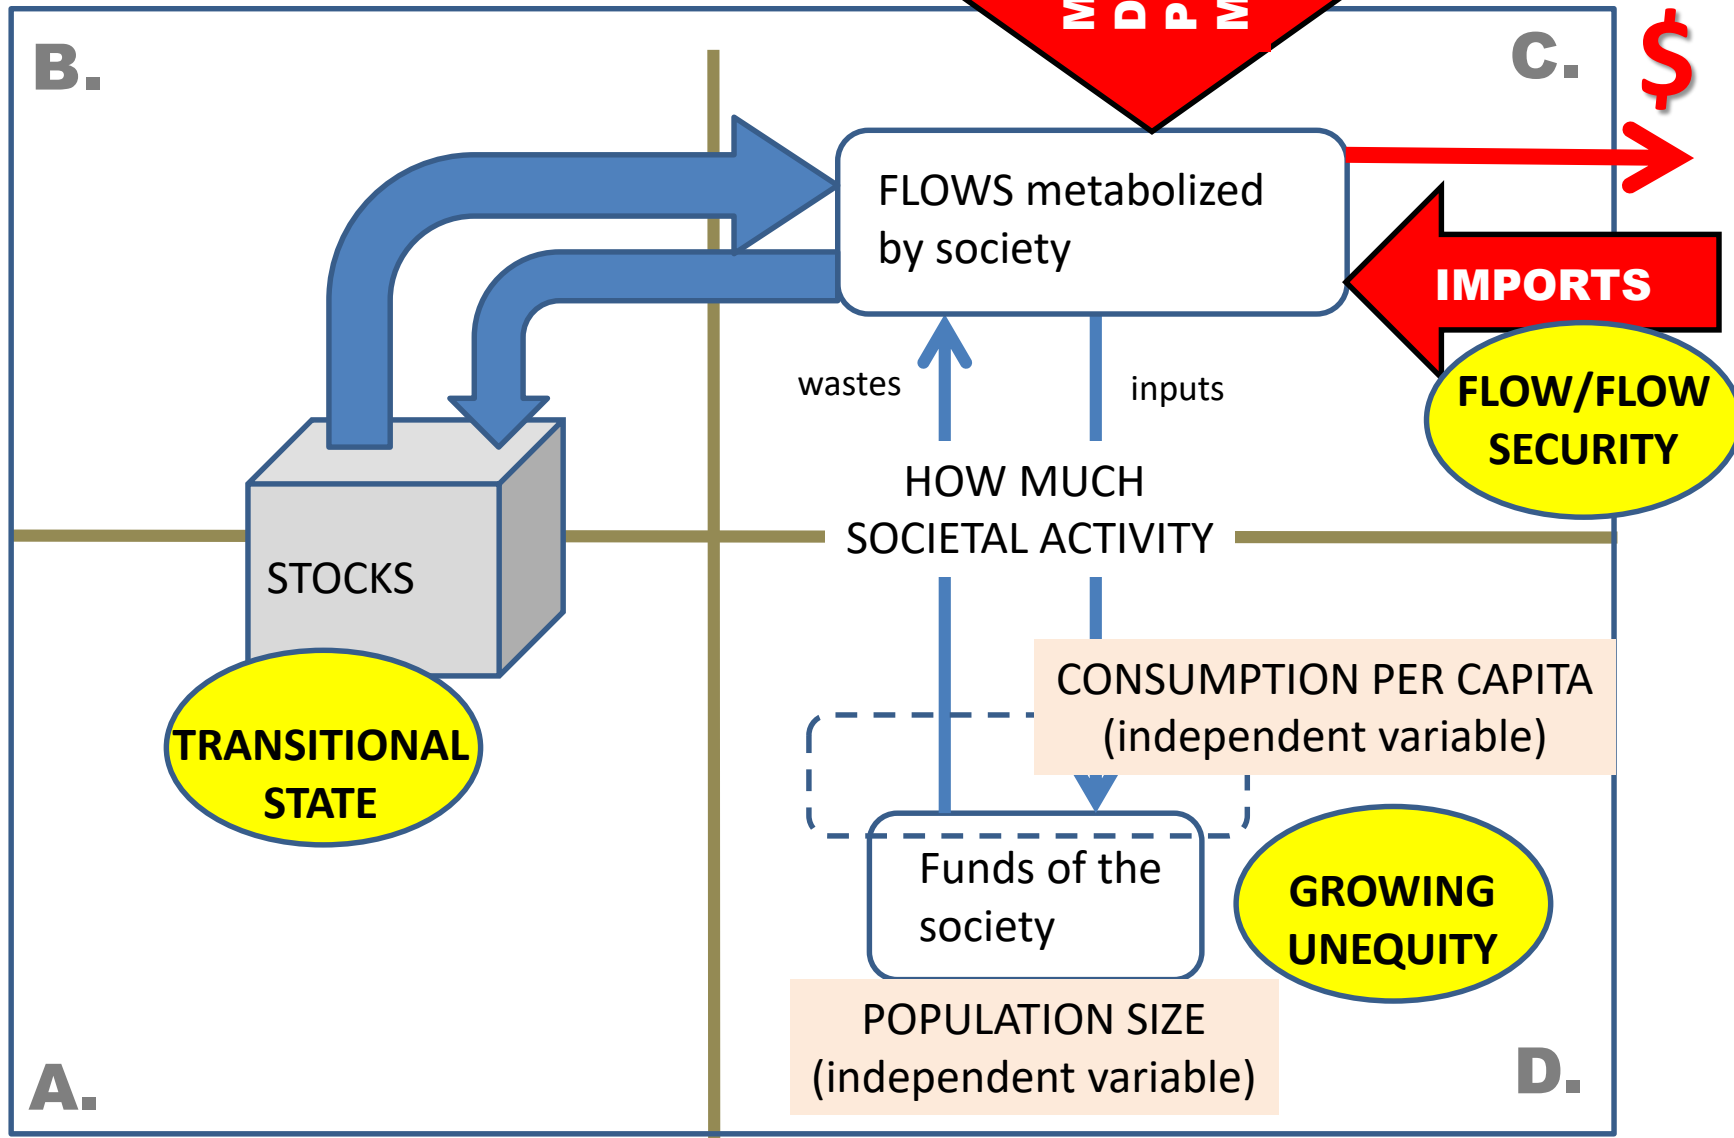 M
D
P
M
B.
C.
$
FLOWS metabolized
by society
IMPORTS
wastes
inputs
FLOW/FLOW
SECURITY
HOW MUCH
SOCIETAL ACTIVITY
STOCKS
CONSUMPTION PER CAPITA
(independent variable)
TRANSITIONAL
STATE
Funds of the
society
GROWING
UNEQUITY
POPULATION SIZE
(independent variable)
A.
D.